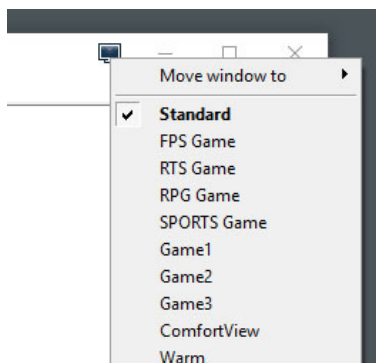 Move window to
Standard
FPS Game
RTS Game
RPG Game
SPORTS Game
Game1
Game2
Game3
ComfortView
Warm